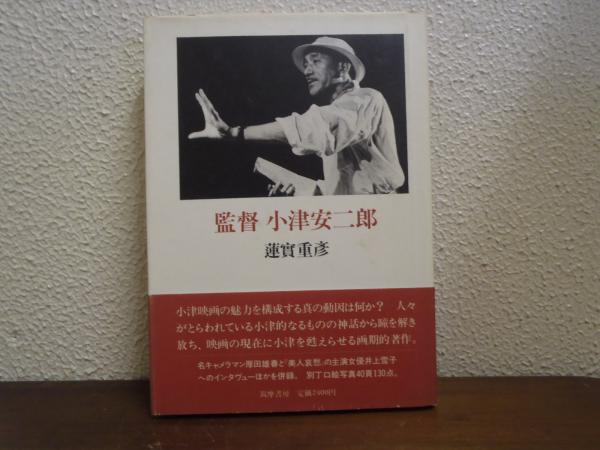 監督 小津安二郎
蓮實重彥
小津映画の魅力を構成する真の動因は何か？ 人々
がとらわれている小津的なるものの神話から瞳を解き
放ち、映画の現在に小津を甦えらせる画期的著作。
名キャメラマン厚田雄春と『美人哀愁』の主演女優井上雪子
へのインタヴューほかを併録。 別丁口絵写真40頁130点。
筑摩書房 定価2400円